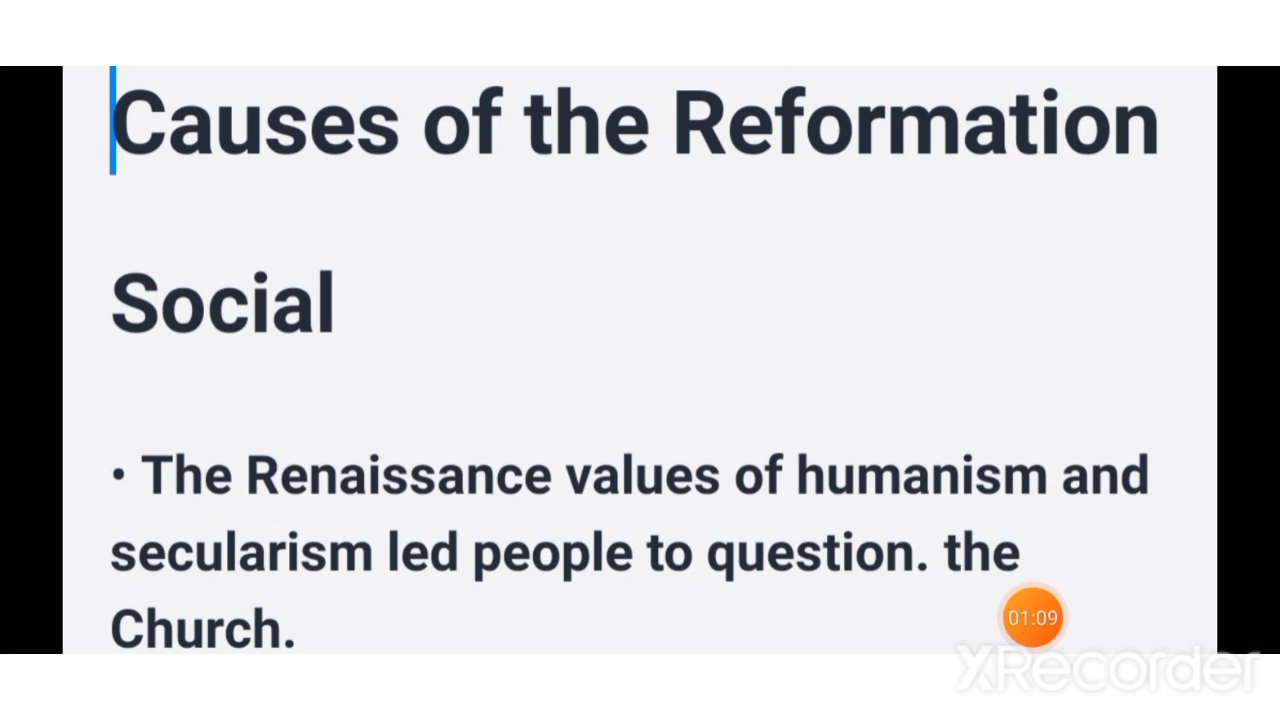 Causes of the Reformation
Social
• The Renaissance values of humanism and
secularism led people to question. the
Church.
01:09
XRecorder